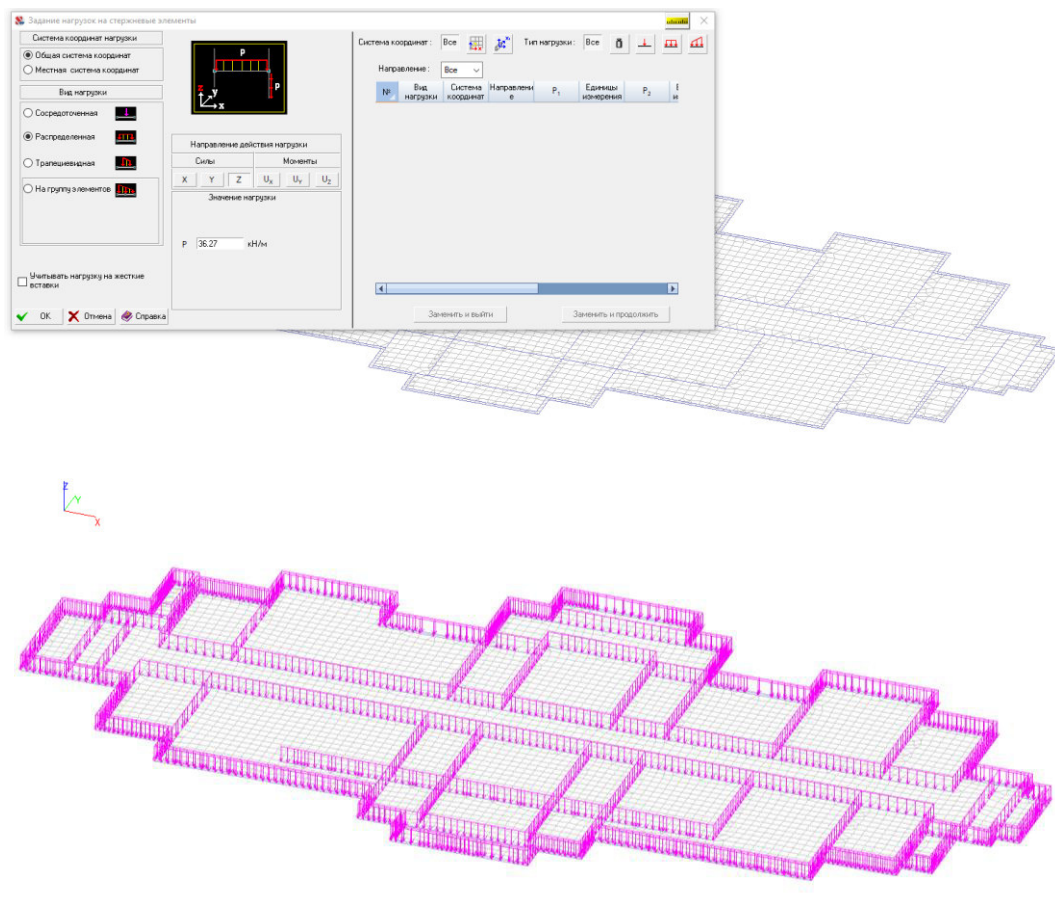 Задание нагрузок на стержневые элементы
Система координат нагрузки
Общая система координат
Местная система координат
Вид нагрузки
Сосредоточенная
Распределенная
Трапециевидная
На группу элементов
Учитывать нагрузку на жесткие
вставки
ОК Отмена Справка
P
P
z y x
Направление действия нагрузки
Силы Моменты
X Y Z UX UY UZ
Значение нагрузки
P 36.27 кН/м
Система координат : Все Тип нагрузки : Все
Направление : Все
№ Вид нагрузки Система координат Направлени е P1 Единицы измерения P2
Заменить и выйти Заменить и продолжить
Z
Y
X